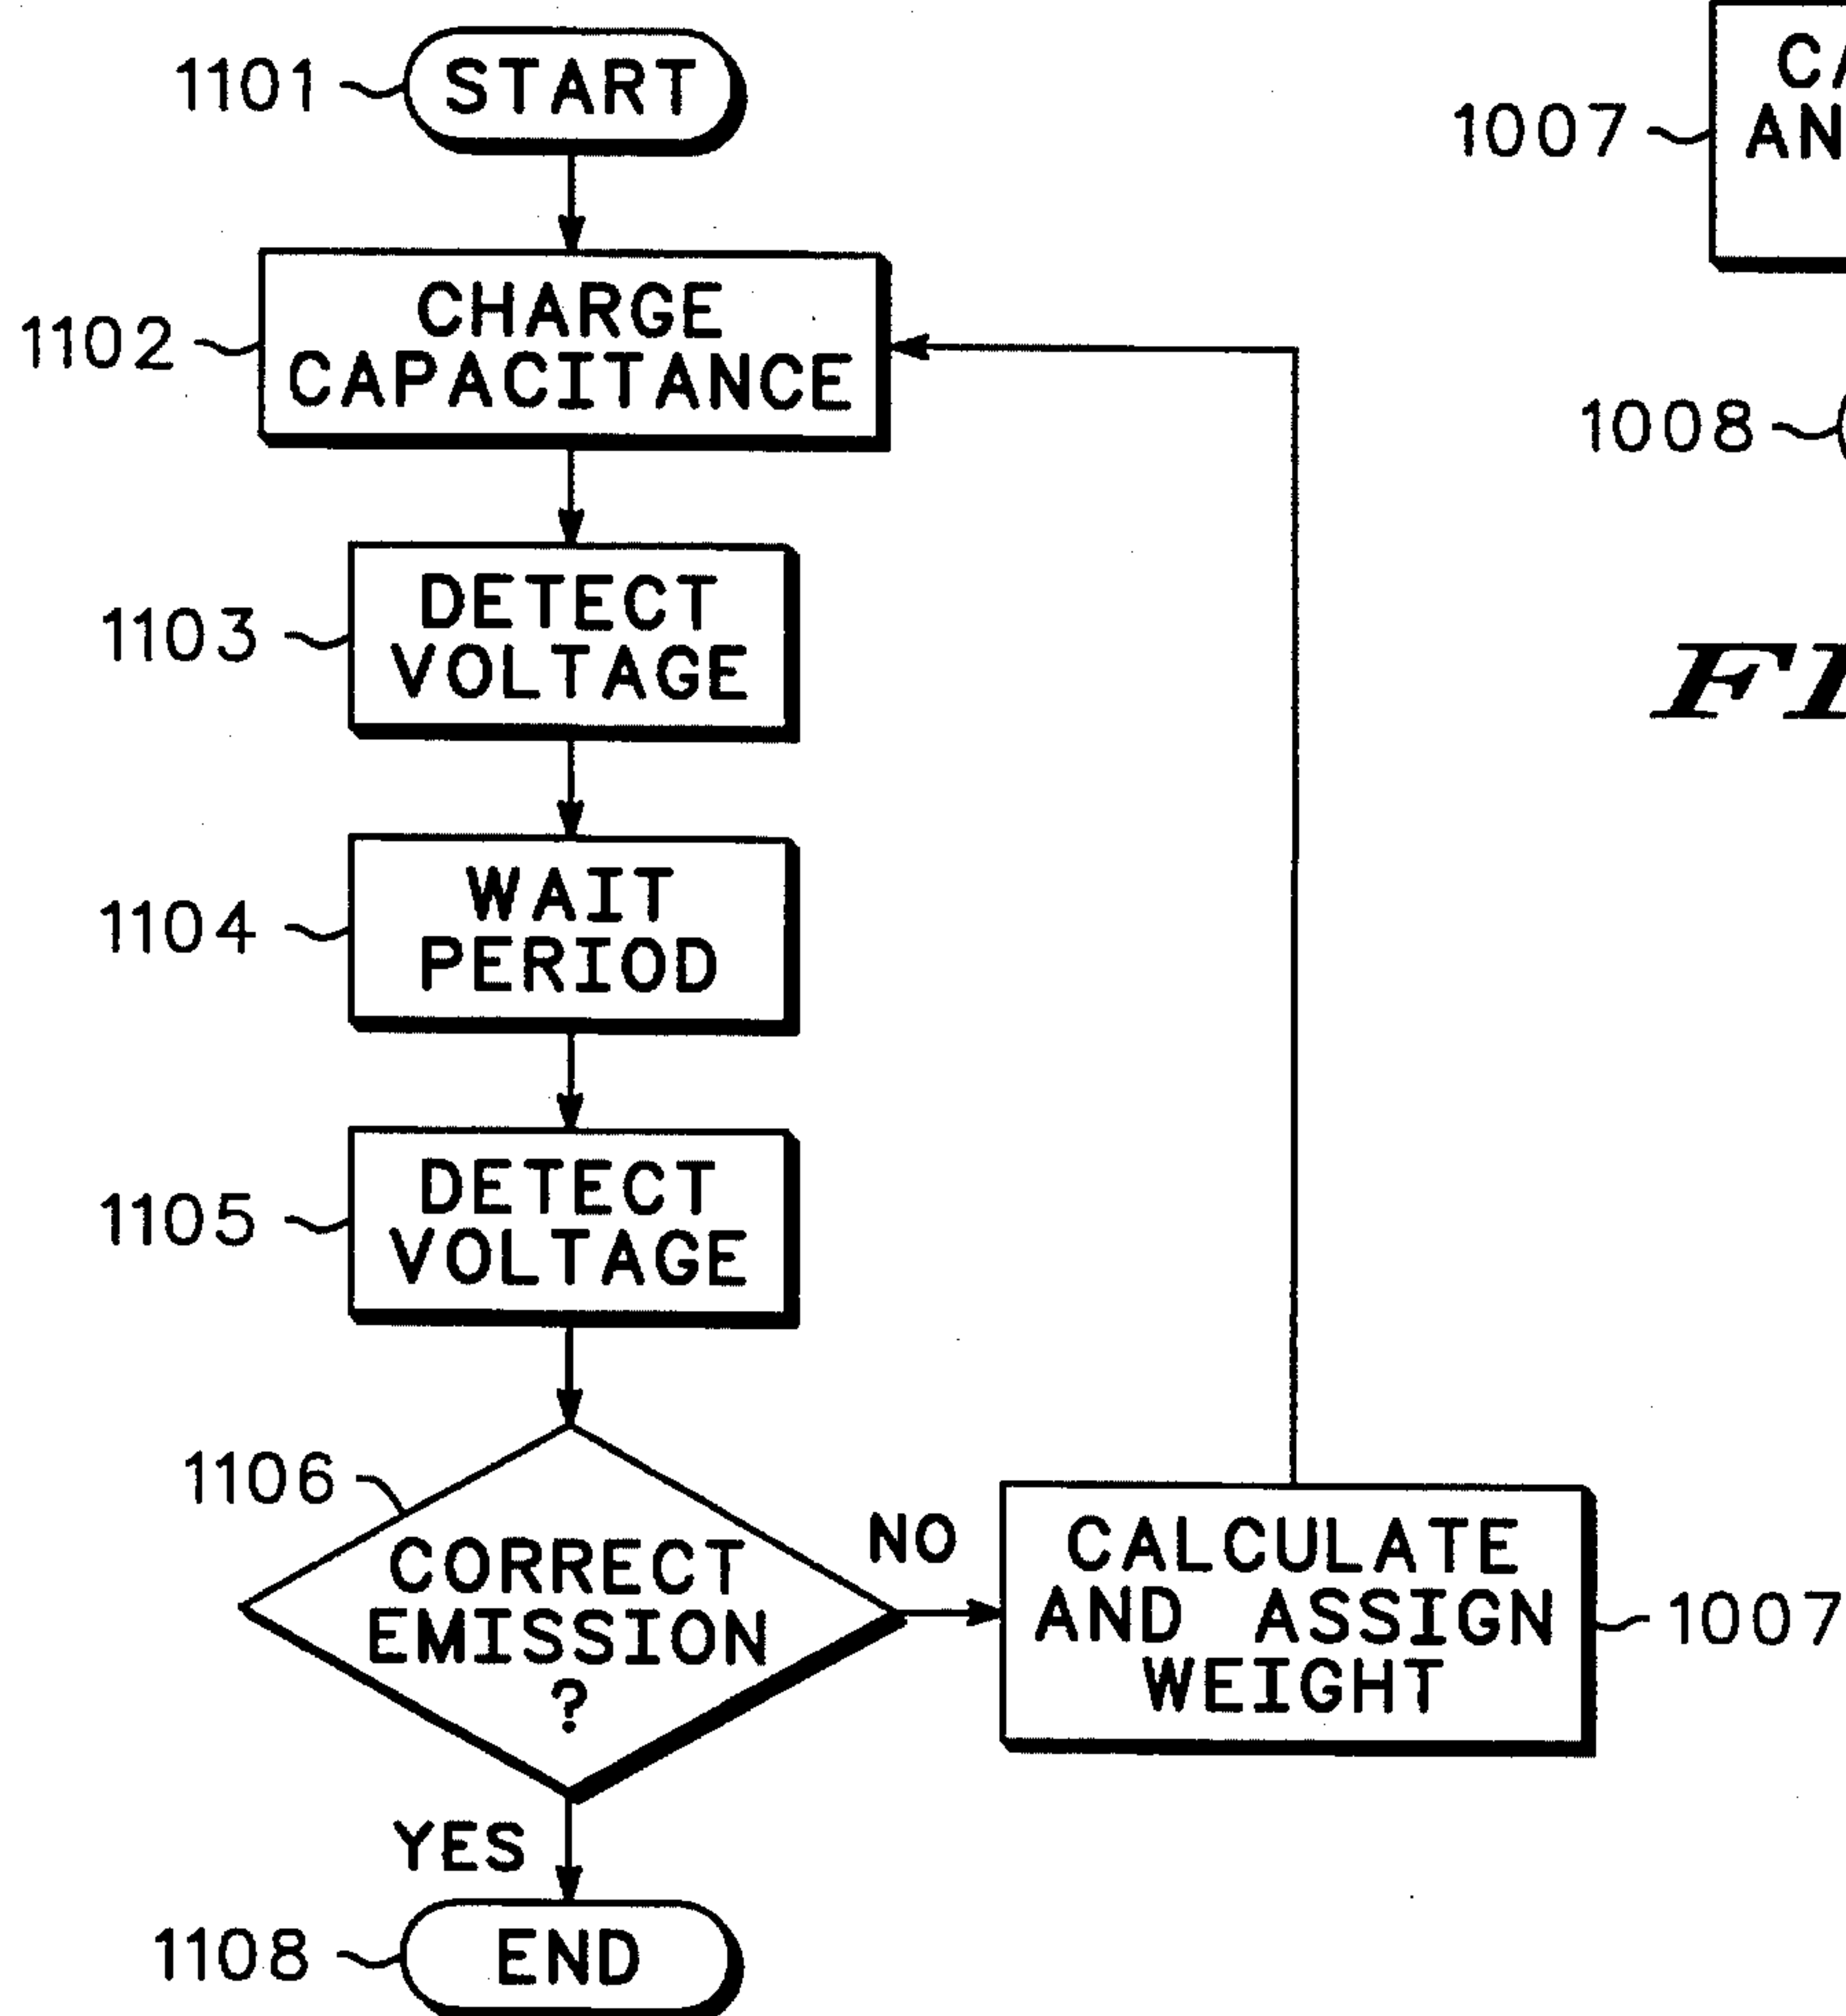 1101
START
1102
CHARGE
CAPACITANCE
1103
DETECT
VOLTAGE
1104
WAIT
PERIOD
1105
DETECT
VOLTAGE
1106
CORRECT
EMISSION
?
NO
CALCULATE
AND ASSIGN
WEIGHT
1007
YES
1108
END
1007
1008